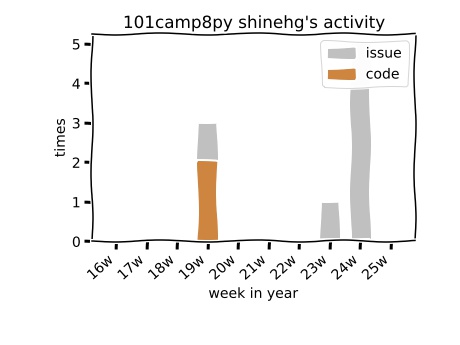 101camp8py shinehg's activity
issue
code
5
4
3
2
1
0
times
16w
17w
18w
19w
20w
21w
22w
23w
24w
25w
week in year